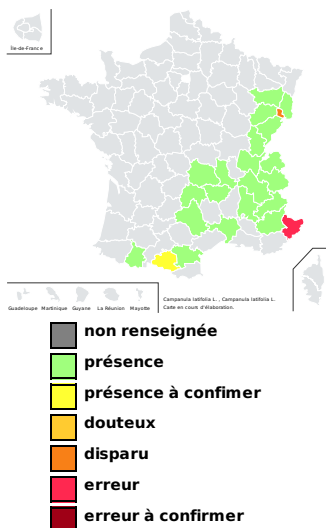 Île-de-France
Campanula latifolia L. , Campanula latifolia L.
Carte en cours d'élaboration.
Guadeloupe Martinique Guyane La Réunion Mayotte
non renseignée
présence
présence à confimer
douteux
disparu
erreur
erreur à confirmer